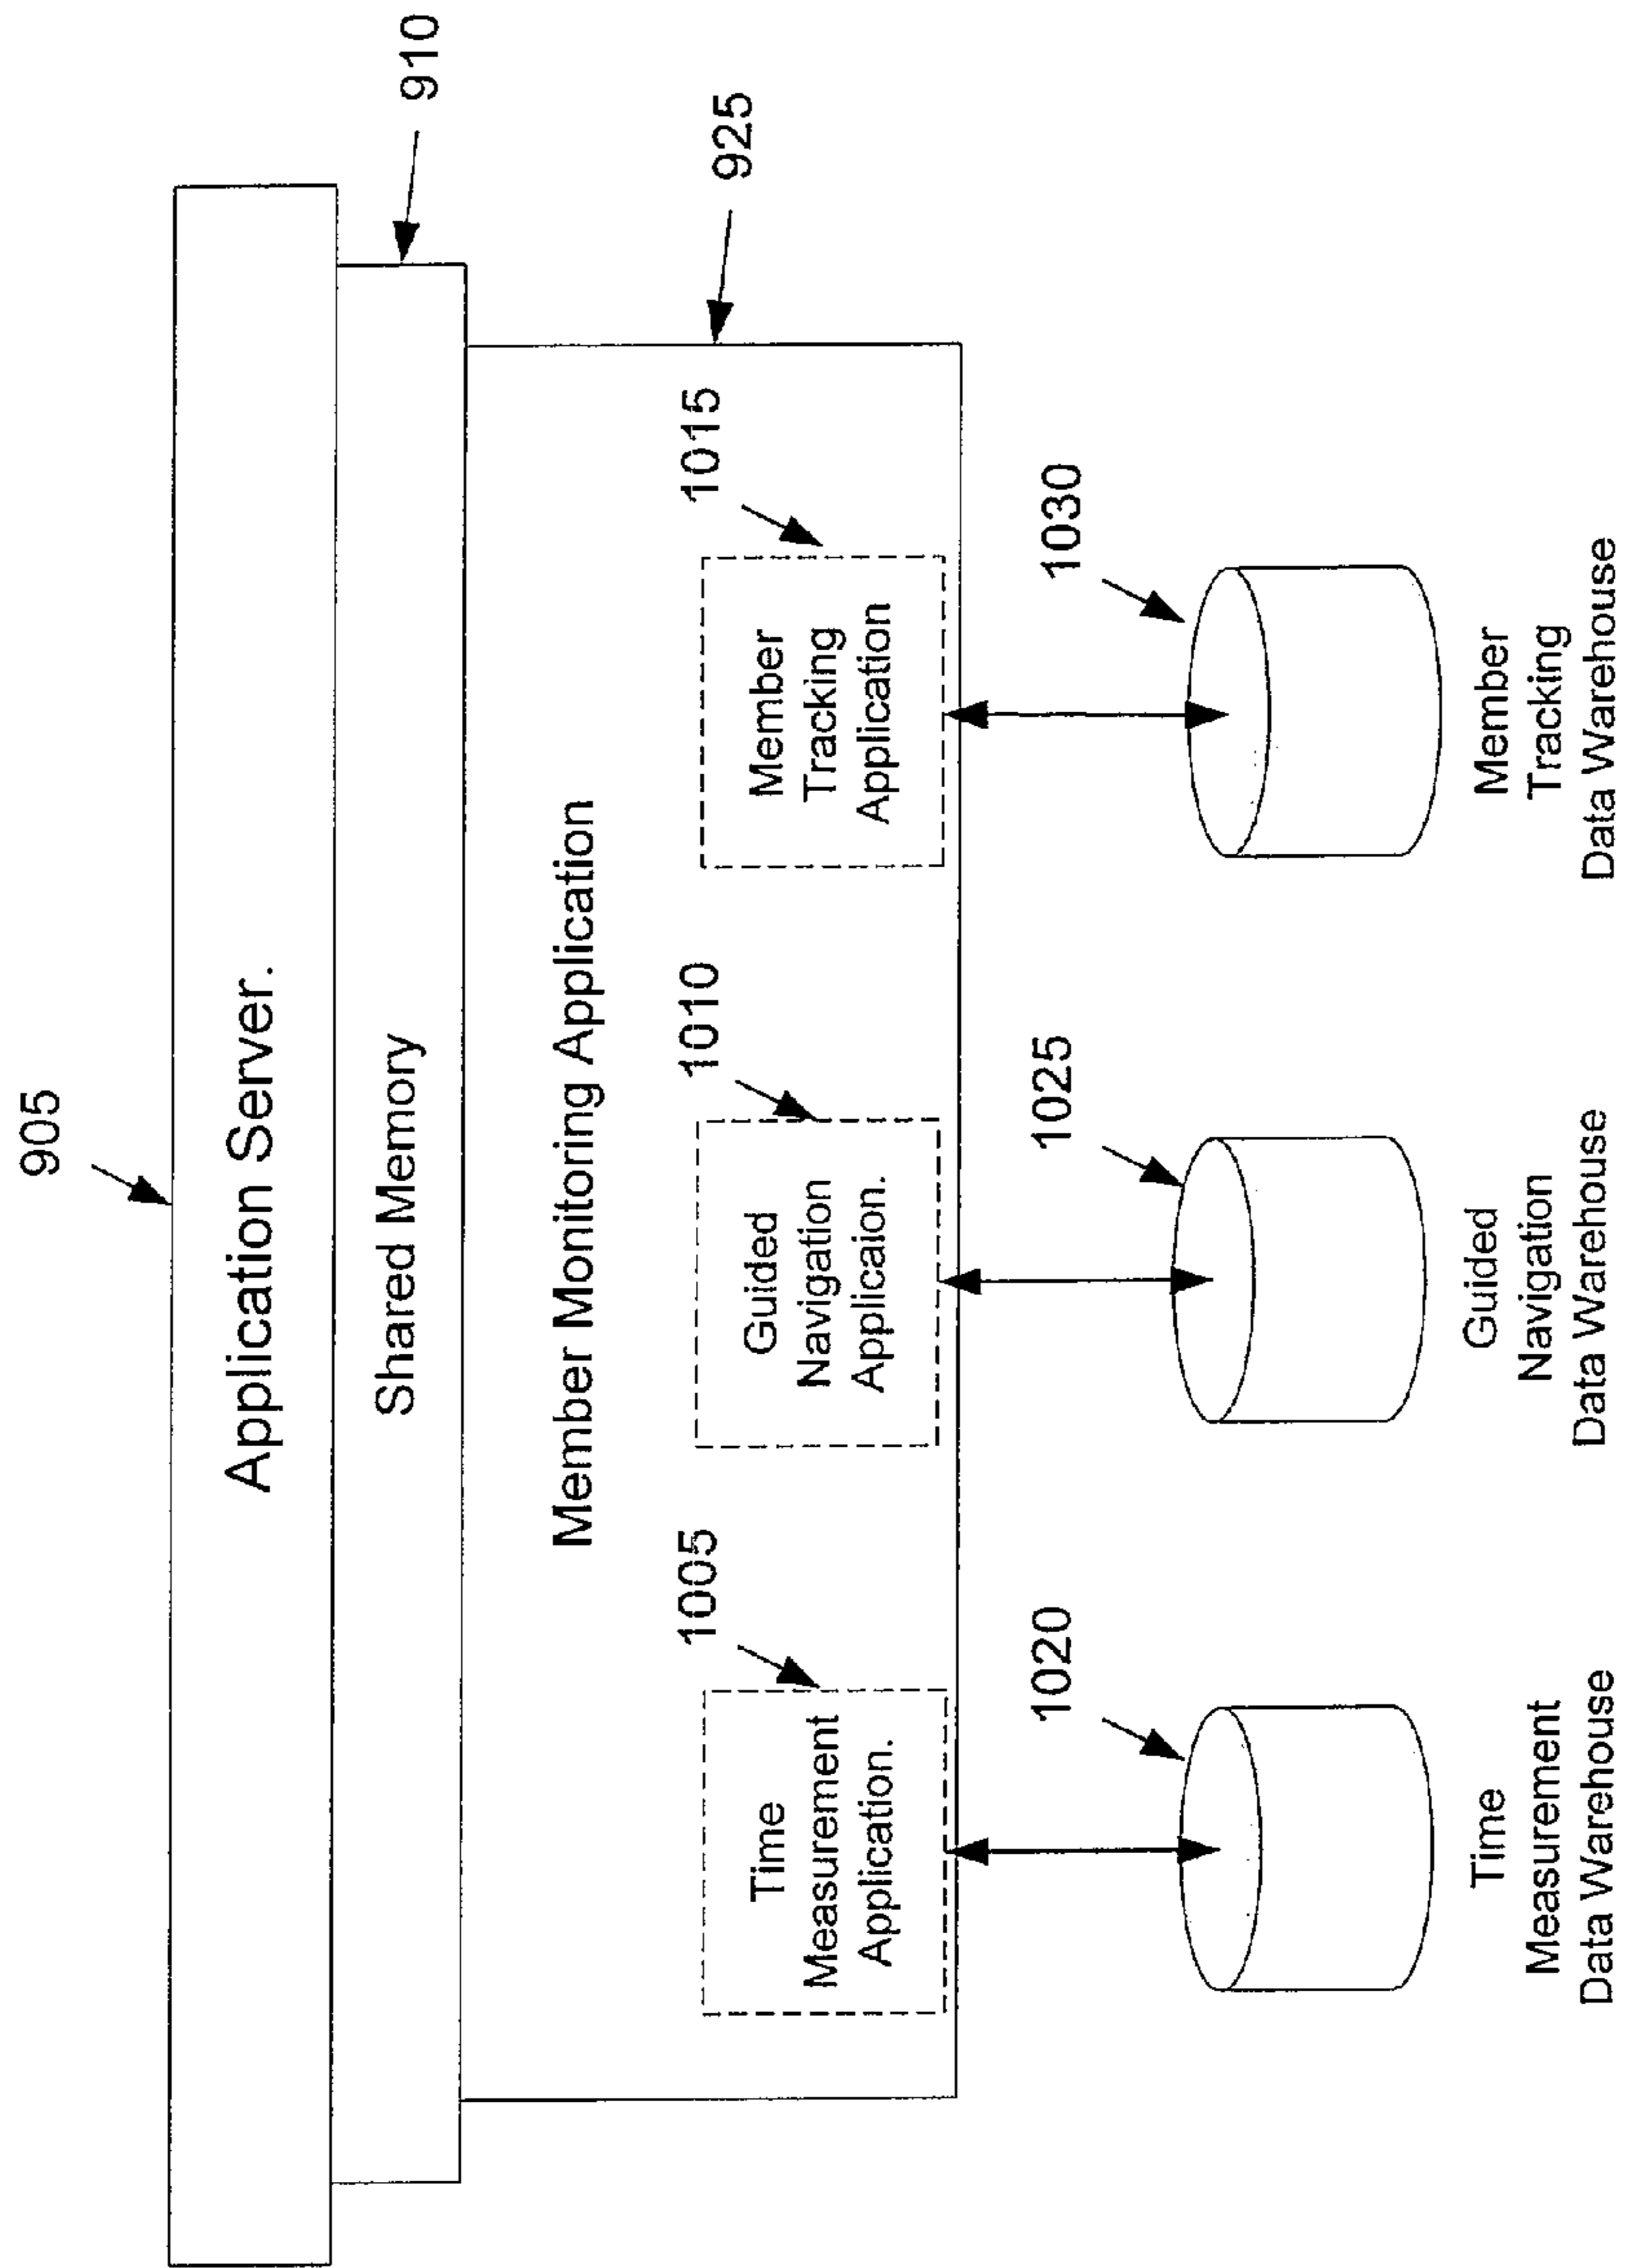 905
Application Server.
910
Shared Memory
925
Member Monitoring Application
1005
Time
Measurement
Application.
1010
Guided
Navigation
Applicaion.
1015
Member
Tracking
Application
1020
Time
Measurement
Data Warehouse
1025
Guided
Navigation
Data Warehouse
1030
Member
Tracking
Data Warehouse